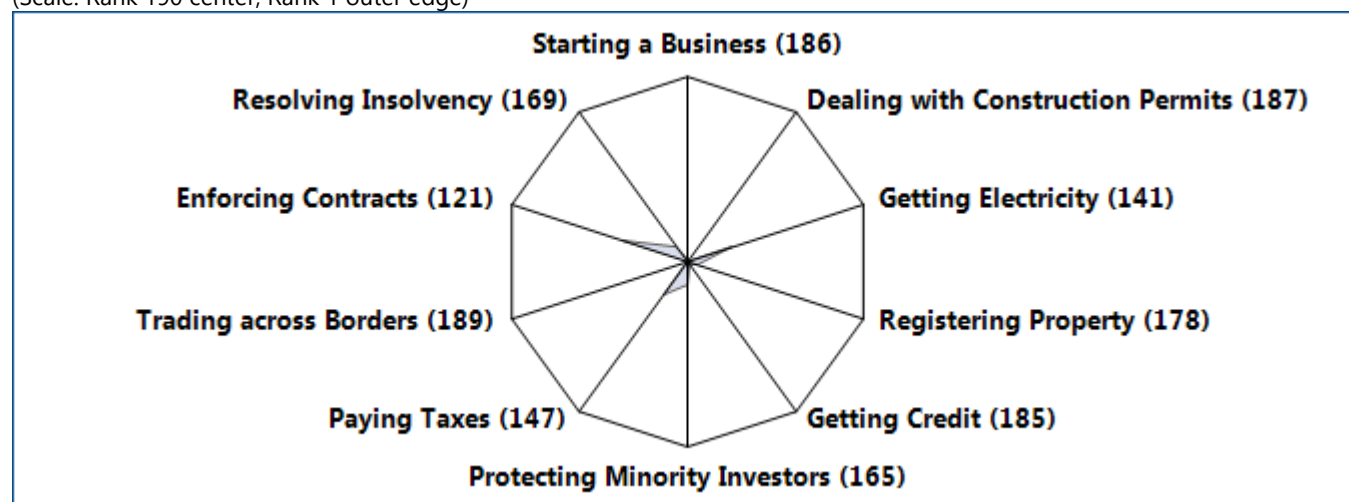 (Scale: Rank 190 center, Rank 1 outer edge)
Starting a Business (186)
Resolving Insolvency (169)
Dealing with Construction Permits (187)
Enforcing Contracts (121)
Getting Electricity (141)
Trading across Borders (189)
Registering Property (178)
Paying Taxes (147)
Getting Credit (185)
Protecting Minority Investors (165)